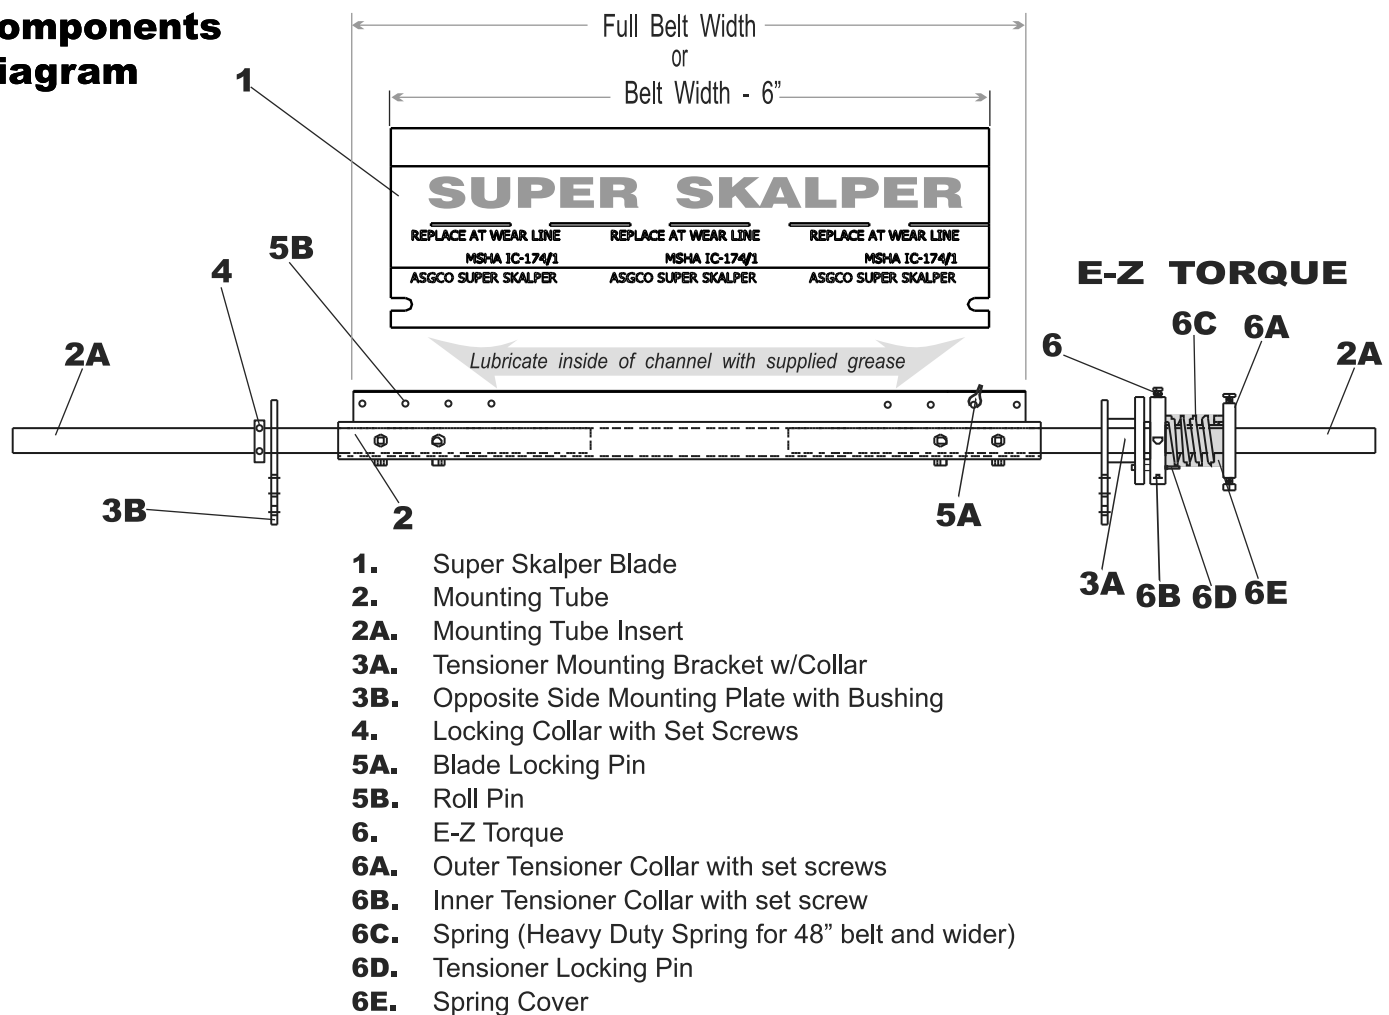 omponents
iagram
Full Belt Width
or
Belt Width - 6”
1
SUPER SKALPER
REPLACE AT WEAR LINE REPLACE AT WEAR LINE REPLACE AT WEAR LINE
MSHA IC-174/1 MSHA IC-174/1 MSHA IC-174/1
ASGCO SUPER SKALPER ASGCO SUPER SKALPER ASGCO SUPER SKALPER
5B
4
2A
E-Z TORQUE
6C
6A
6
2A
Lubricate inside of channel with supplied grease
3B
2
5A
3A
6B
6D
6E
1. Super Skalper Blade
2. Mounting Tube
2A. Mounting Tube Insert
3A. Tensioner Mounting Bracket w/Collar
3B. Opposite Side Mounting Plate with Bushing
4. Locking Collar with Set Screws
5A. Blade Locking Pin
5B. Roll Pin
6. E-Z Torque
6A. Outer Tensioner Collar with set screws
6B. Inner Tensioner Collar with set screw
6C. Spring (Heavy Duty Spring for 48” belt and wider)
6D. Tensioner Locking Pin
6E. Spring Cover